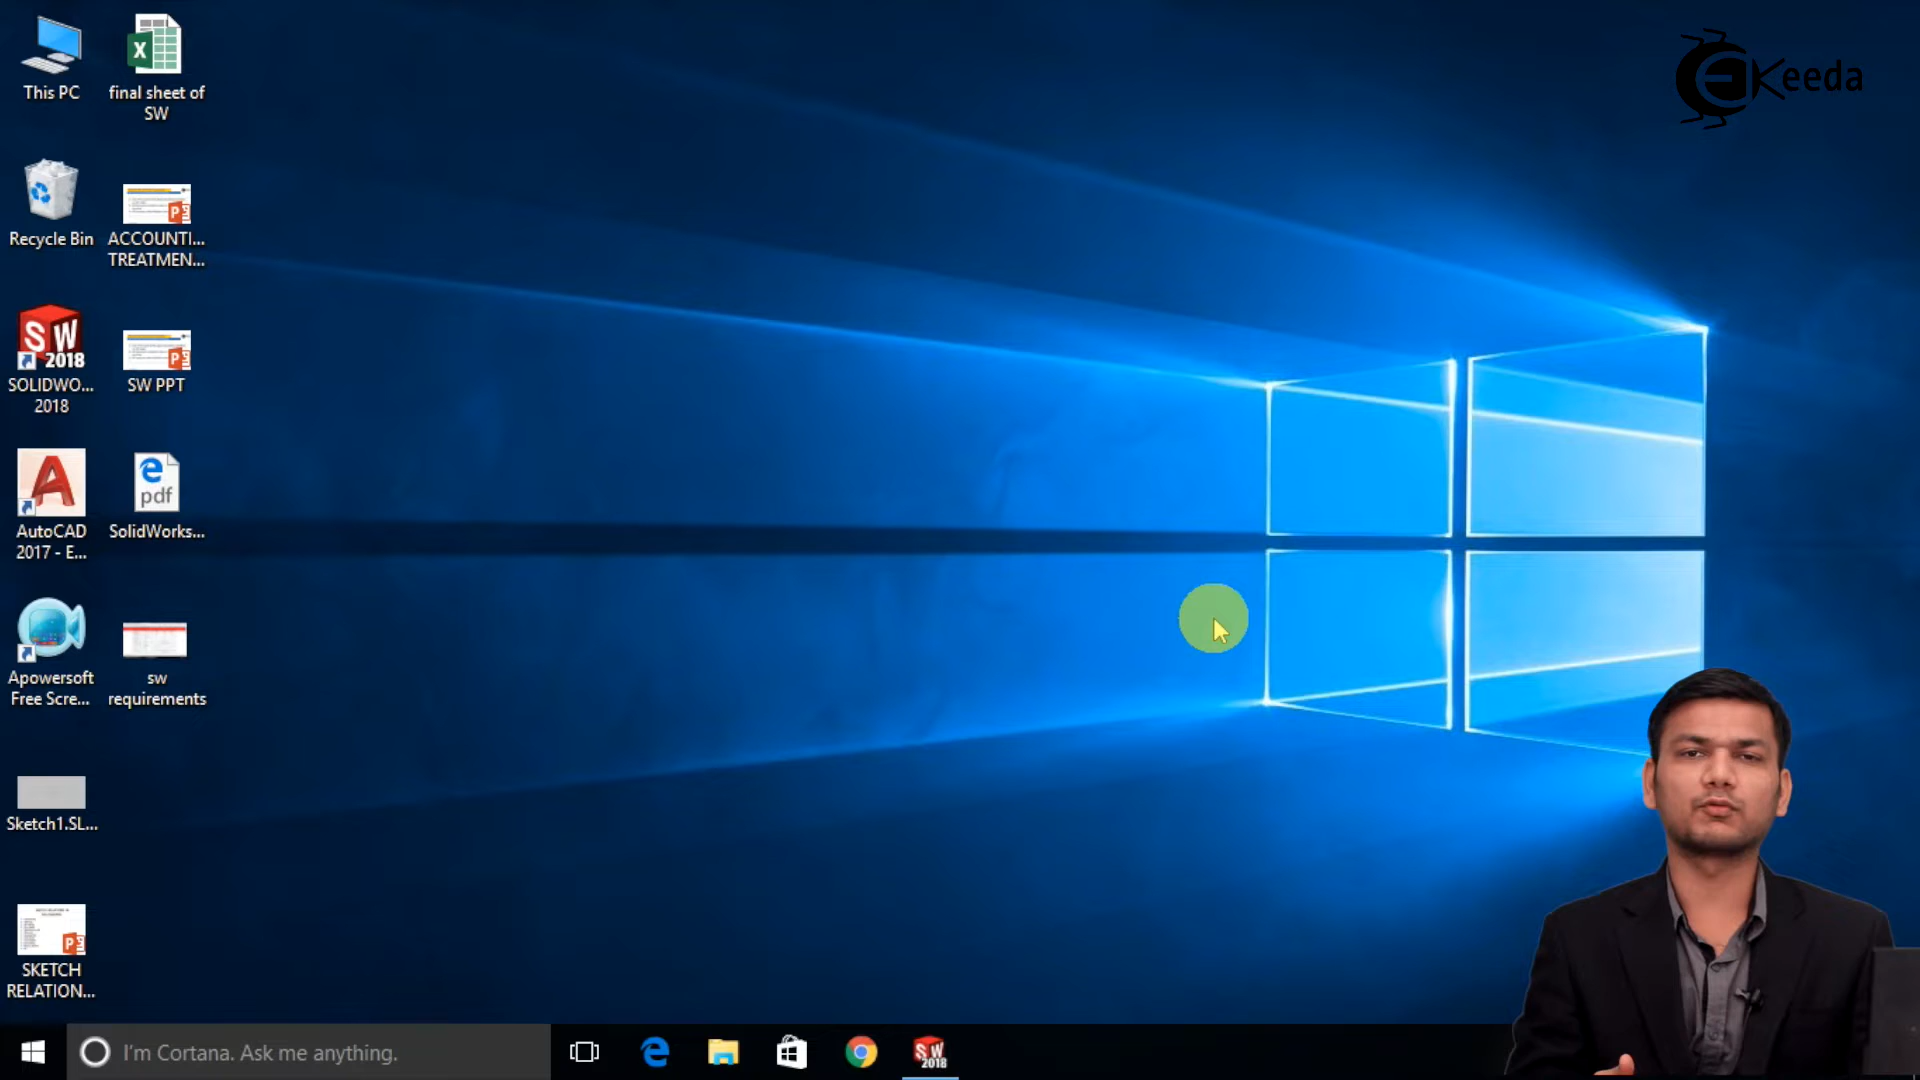 eKeeda
This PC
final sheet of
SW
Recycle Bin
ACCOUNTI...
TREATMEN...
SW
2018
SOLIDWO...
2018
SW PPT
A
AutoCAD
2017 - E...
pdf
SolidWorks...
Apowersoft
Free Scre...
sw
requirements
Sketch1.SL...
SKETCH
RELATION...
I'm Cortana. Ask me anything.
SW
2018